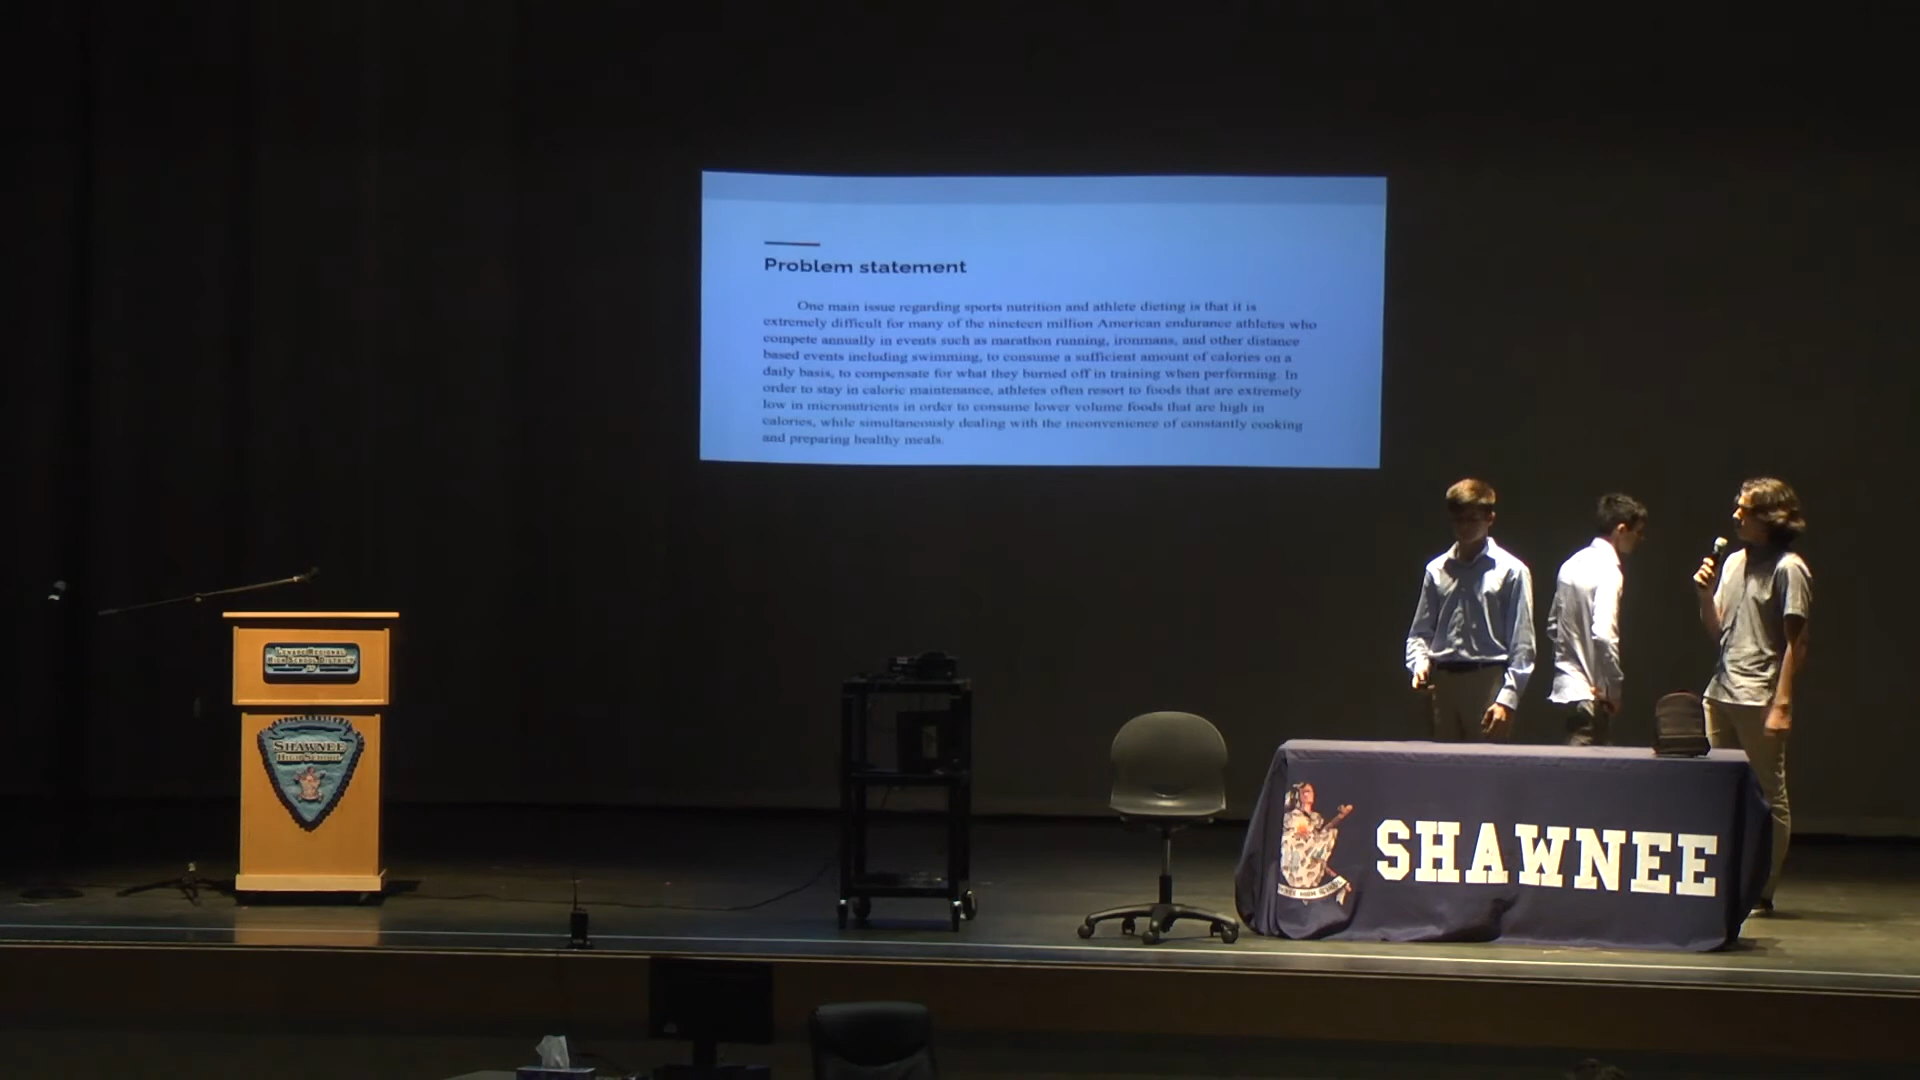 Problem statement
One main issue regarding sports nutrition and athlete dieting is that it is
extremely difficult for many of the nineteen million American endurance athletes who
compete annually in events such as marathon running, ironmans, and other distance
based events including swimming, to consume a sufficient amount of calories on a
daily basis, to compensate for what they burned off in training when performing. In
order to stay in caloric maintenance, athletes often resort to foods that are extremely
low in micronutrients in order to consume lower volume foods that are high in
calories, while simultaneously dealing with the inconvenience of constantly cooking
and preparing healthy meals.
Lenape Regional
High School District
Shawnee
High School
SHAWNEE